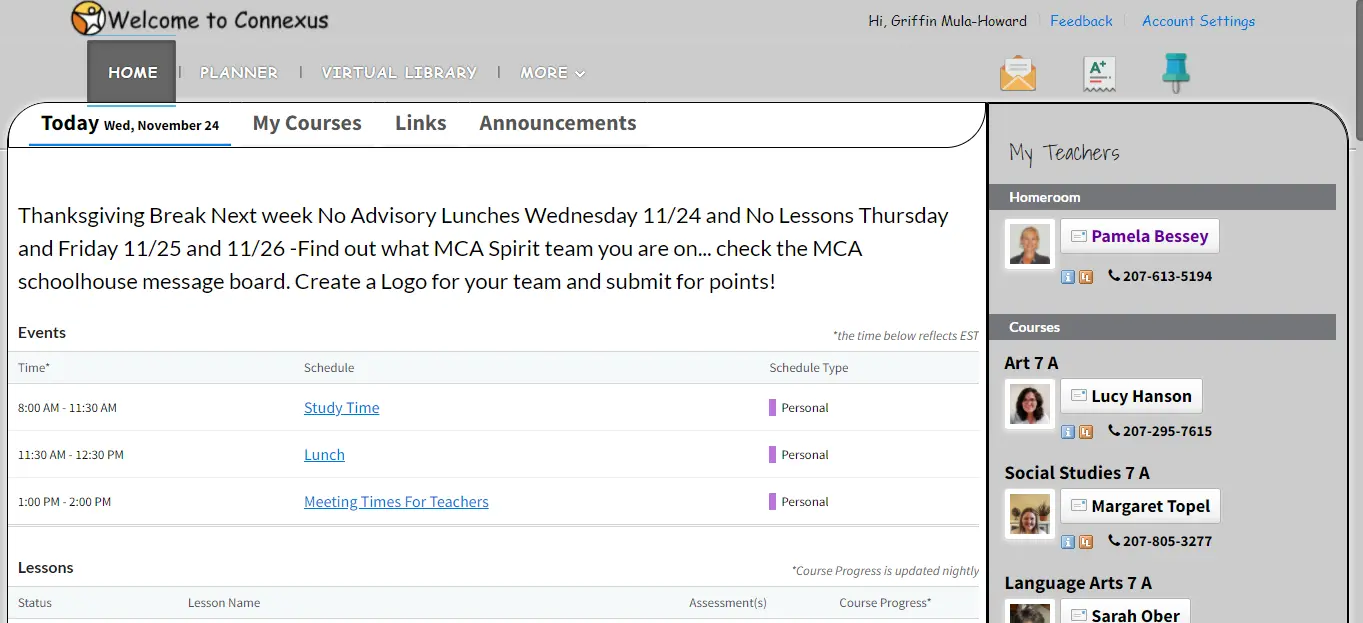 Welcome to Connexus
Hi, Griffin Mula-Howard Feedback Account Settings
HOME PLANNER VIRTUAL LIBRARY MORE
A+
Today Wed, November 24 My Courses Links Announcements
Thanksgiving Break Next week No Advisory Lunches Wednesday 11/24 and No Lessons Thursday
and Friday 11/25 and 11/26 -Find out what MCA Spirit team you are on... check the MCA
schoolhouse message board. Create a Logo for your team and submit for points!
Events
*the time below reflects EST
Time* Schedule Schedule Type
8:00 AM - 11:30 AM Study Time Personal
11:30 AM - 12:30 PM Lunch Personal
1:00 PM - 2:00 PM Meeting Times For Teachers Personal
Lessons
*Course Progress is updated nightly
Status Lesson Name Assessment(s) Course Progress*
My Teachers
Homeroom
Pamela Bessey
207-613-5194
Courses
Art 7 A
Lucy Hanson
207-295-7615
Social Studies 7 A
Margaret Topel
207-805-3277
Language Arts 7 A
Sarah Ober